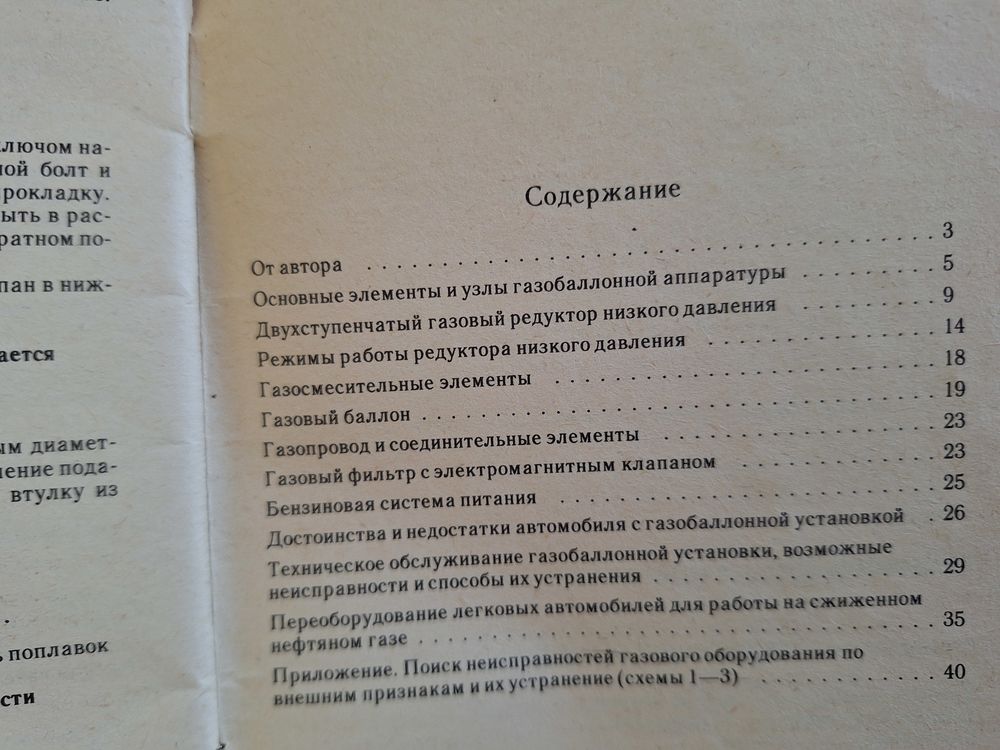 ключом на-
ной болт и
прокладку.
быть в рас-
ратном по-
пан в ниж-
ается
ым диамет-
ление пода-
втулку из
поплавок
сти
Содержание
От автора . . . . . . . . . . . . . . . . . . . . . . . . . . . 3
Основные элементы и узлы газобаллонной аппаратуры . . . . . . . 5
Двухступенчатый газовый редуктор низкого давления . . . . . . . 9
Режимы работы редуктора низкого давления . . . . . . . . . . . 14
Газосмесительные элементы . . . . . . . . . . . . . . . . . . 18
Газовый баллон . . . . . . . . . . . . . . . . . . . . . . . . 19
Газопровод и соединительные элементы . . . . . . . . . . . . . 23
Газовый фильтр с электромагнитным клапаном . . . . . . . . . . 23
Бензиновая система питания . . . . . . . . . . . . . . . . . . 25
Достоинства и недостатки автомобиля с газобаллонной установкой . 26
Техническое обслуживание газобаллонной установки, возможные
неисправности и способы их устранения . . . . . . . . . . . . . 29
Переоборудование легковых автомобилей для работы на сжиженном
нефтяном газе . . . . . . . . . . . . . . . . . . . . . . . . 35
Приложение. Поиск неисправностей газового оборудования по
внешним признакам и их устранение (схемы 1—3) . . . . . . . . . 40